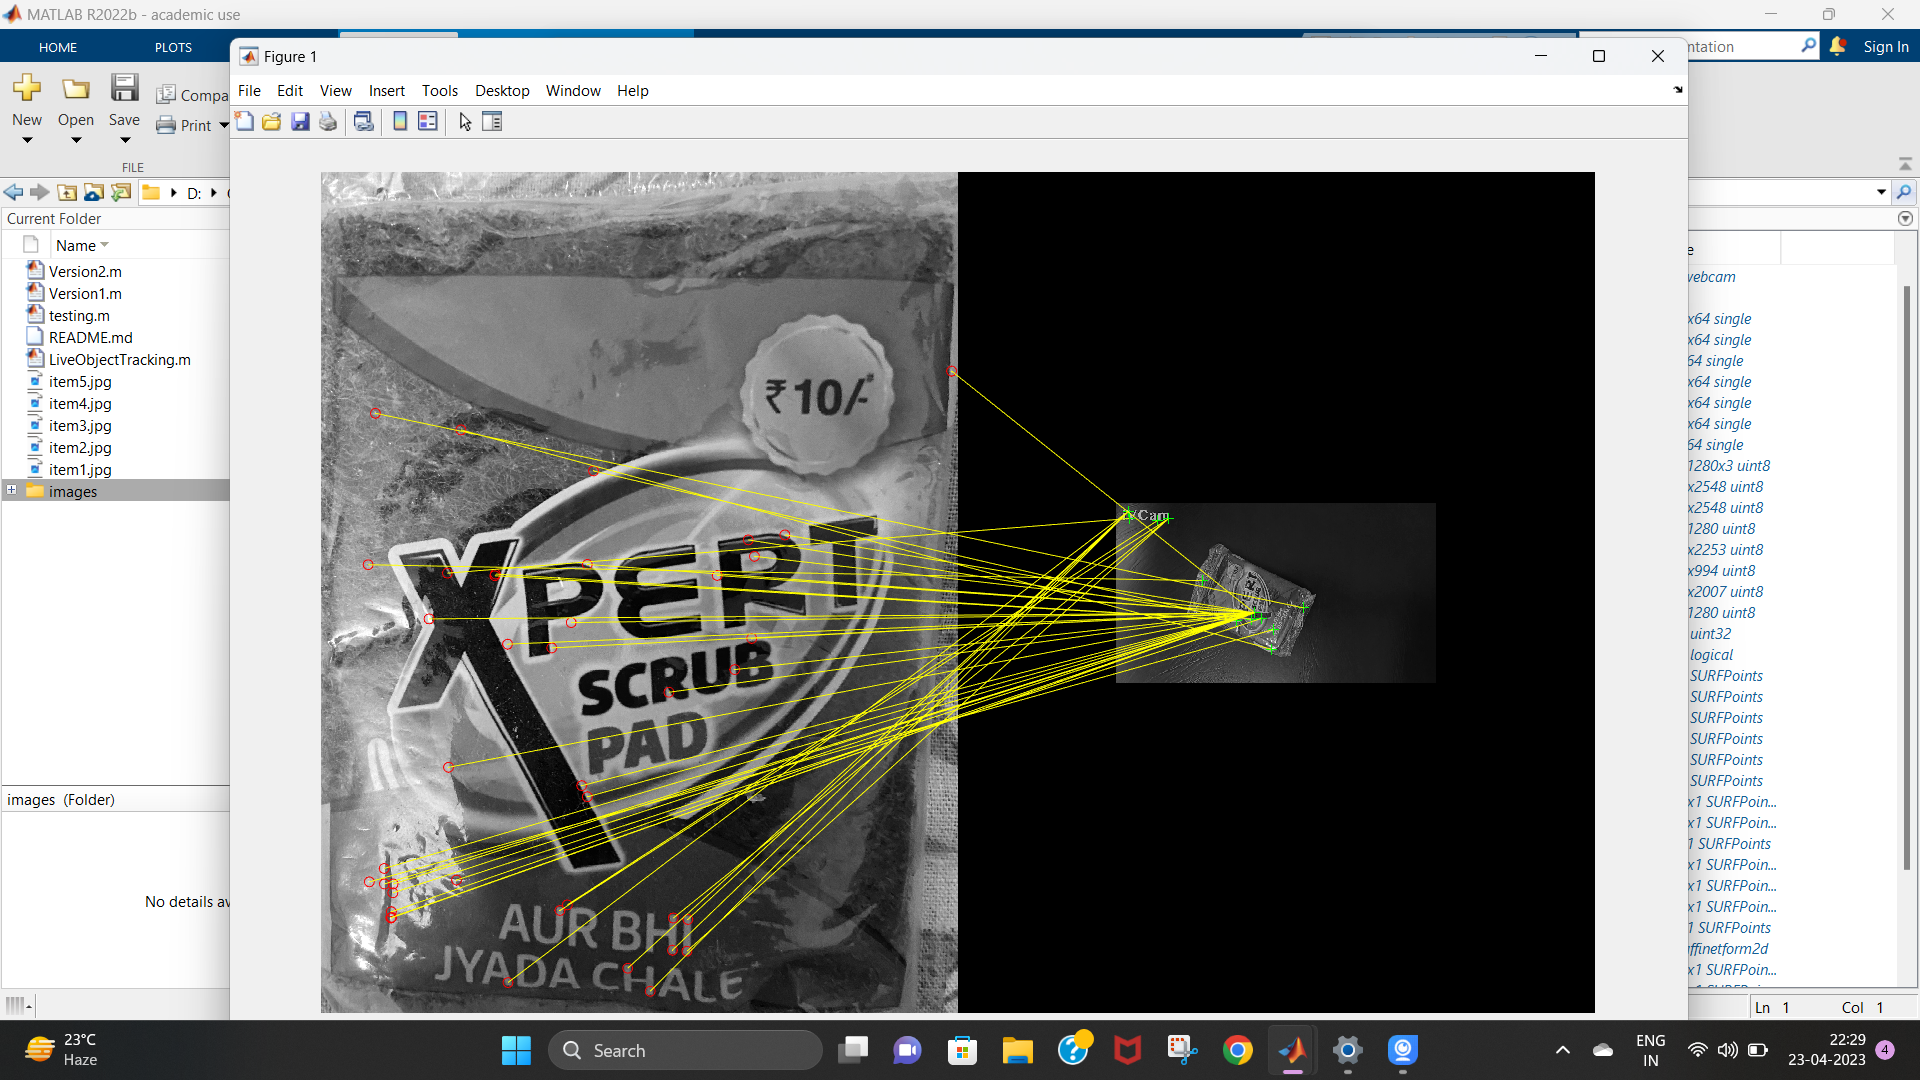 MATLAB R2022b - academic use
HOME
PLOTS
ntation
Sign In
Figure 1
File Edit View Insert Tools Desktop Window Help
New
Open
Save
Compa
Print
FILE
D:
Current Folder
Name
Version2.m
Version1.m
testing.m
README.md
LiveObjectTracking.m
item5.jpg
item4.jpg
item3.jpg
item2.jpg
item1.jpg
images
images (Folder)
No details av
₹10/-#
XPERT
SCRUB
PAD
AUR BHI
JYADA CHALE
e
vebcam
x64 single
x64 single
64 single
x64 single
x64 single
x64 single
64 single
1280x3 uint8
x2548 uint8
x2548 uint8
1280 uint8
x2253 uint8
x994 uint8
x2007 uint8
1280 uint8
uint32
logical
SURFPoints
SURFPoints
SURFPoints
SURFPoints
SURFPoints
SURFPoints
x1 SURFPoin...
x1 SURFPoin...
1 SURFPoints
x1 SURFPoin...
x1 SURFPoin...
x1 SURFPoin...
1 SURFPoints
ffinetform2d
x1 SURFPoin...
Ln 1 Col 1
23°C
Haze
Search
ENG
IN
22:29
23-04-2023
4